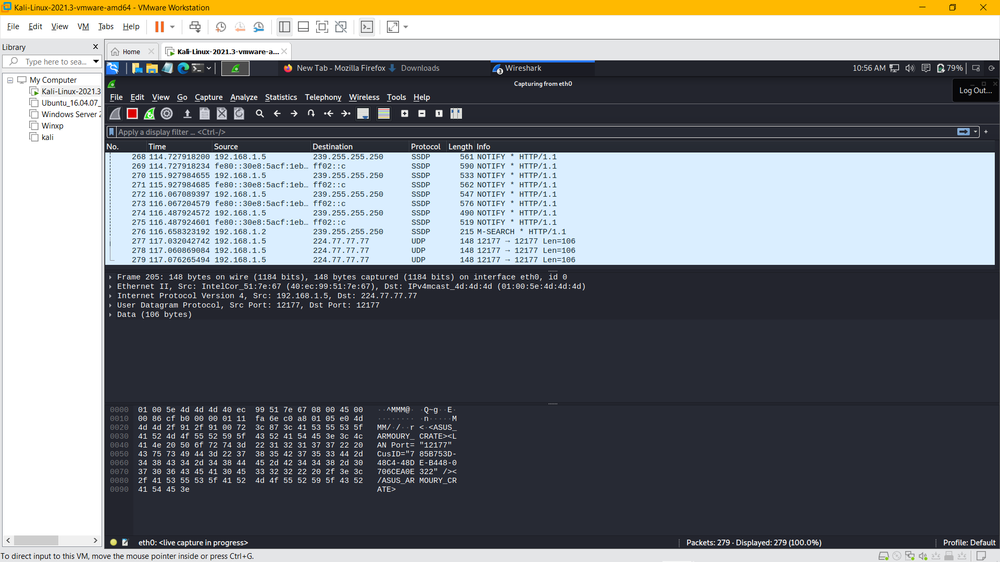 Kali-Linux-2021.3-vmware-amd64 - VMware Workstation
File Edit View VM Tabs Help
Library
Type here to sea...
My Computer
Kali-Linux-2021.3
Ubuntu_16.04.07_
Windows Server 2
Winxp
kali
Home
Kali-Linux-2021.3-vmware-a...
New Tab - Mozilla Firefox
Downloads
3
Wireshark
10:56 AM
79%
Capturing from eth0
Log Out...
File Edit View Go Capture Analyze Statistics Telephony Wireless Tools Help
Apply a display filter ... <Ctrl-/>
No. Time Source Destination Protocol Length Info
268 114.727918200 192.168.1.5 239.255.255.250 SSDP 561 NOTIFY * HTTP/1.1
269 114.727918234 fe80::30e8:5acf:1eb… ff02::c SSDP 590 NOTIFY * HTTP/1.1
270 115.927984655 192.168.1.5 239.255.255.250 SSDP 533 NOTIFY * HTTP/1.1
271 115.927984685 fe80::30e8:5acf:1eb… ff02::c SSDP 562 NOTIFY * HTTP/1.1
272 116.067089397 192.168.1.5 239.255.255.250 SSDP 547 NOTIFY * HTTP/1.1
273 116.067204579 fe80::30e8:5acf:1eb… ff02::c SSDP 576 NOTIFY * HTTP/1.1
274 116.487924572 192.168.1.5 239.255.255.250 SSDP 490 NOTIFY * HTTP/1.1
275 116.487924601 fe80::30e8:5acf:1eb… ff02::c SSDP 519 NOTIFY * HTTP/1.1
276 116.658323192 192.168.1.2 239.255.255.250 SSDP 215 M-SEARCH * HTTP/1.1
277 117.032042742 192.168.1.5 224.77.77.77 UDP 148 12177 → 12177 Len=106
278 117.060869084 192.168.1.5 224.77.77.77 UDP 148 12177 → 12177 Len=106
279 117.076265494 192.168.1.5 224.77.77.77 UDP 148 12177 → 12177 Len=106
Frame 205: 148 bytes on wire (1184 bits), 148 bytes captured (1184 bits) on interface eth0, id 0
Ethernet II, Src: IntelCor_51:7e:67 (40:ec:99:51:7e:67), Dst: IPv4mcast_4d:4d:4d (01:00:5e:4d:4d:4d)
Internet Protocol Version 4, Src: 192.168.1.5, Dst: 224.77.77.77
User Datagram Protocol, Src Port: 12177, Dst Port: 12177
Data (106 bytes)
0000 01 00 5e 4d 4d 4d 40 ec 99 51 7e 67 08 00 45 00 ··^MMM@· ·Q~g··E·
0010 00 86 cf b0 00 00 01 11 fa 6e c0 a8 01 05 e0 4d ········ ·n·····M
0020 4d 4d 2f 91 2f 91 00 72 3c 87 3c 41 53 55 53 5f MM/·/··r <·<ASUS_
0030 41 52 4d 4f 55 52 59 5f 43 52 41 54 45 3e 3c 4c ARMOURY_ CRATE><L
0040 41 4e 20 50 6f 72 74 3d 22 31 32 31 37 37 22 20 AN Port= "12177"
0050 43 75 73 49 44 3d 22 37 38 35 42 37 35 33 44 2d CusID="7 85B753D-
0060 34 38 43 34 2d 34 38 44 45 2d 42 34 34 38 2d 30 48C4-48D E-B448-0
0070 37 30 36 43 45 41 30 45 33 32 32 22 20 2f 3e 3c 706CEA0E 322" /><
0080 2f 41 53 55 53 5f 41 52 4d 4f 55 52 59 5f 43 52 /ASUS_AR MOURY_CR
0090 41 54 45 3e ATE>
eth0: <live capture in progress>
Packets: 279 · Displayed: 279 (100.0%)
Profile: Default
To direct input to this VM, move the mouse pointer inside or press Ctrl+G.